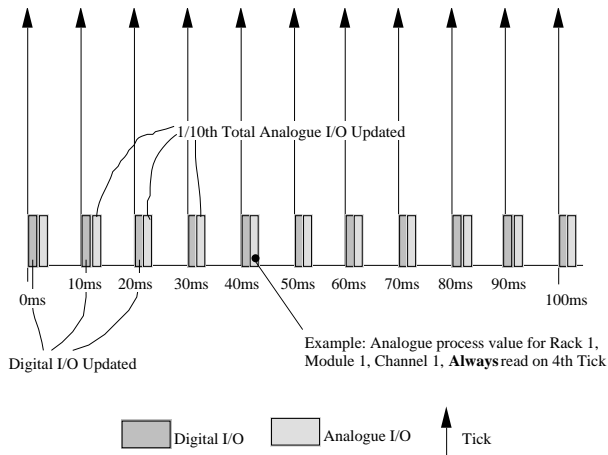 1/10th Total Analogue I/O Updated
0ms
10ms
20ms
30ms
40ms
50ms
60ms
70ms
80ms
90ms
100ms
Digital I/O Updated
Example: Analogue process value for Rack 1,
Module 1, Channel 1, Always read on 4th Tick
Digital I/O
Analogue I/O
Tick